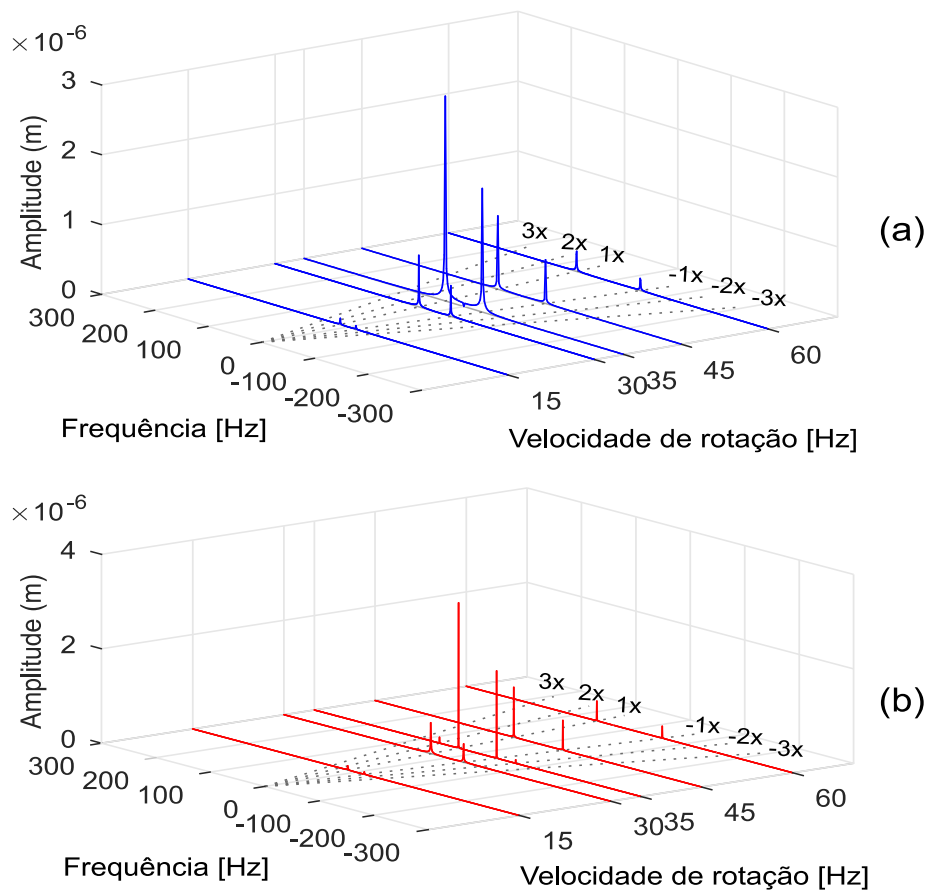 × 10^-6
3
2
1
0
Amplitude (m)
300
200
100
0
-100
-200
-300
Frequência [Hz]
15
30
35
45
60
Velocidade de rotação [Hz]
3x
2x
1x
-1x
-2x
-3x
(a)
× 10^-6
4
2
0
Amplitude (m)
300
200
100
0
-100
-200
-300
Frequência [Hz]
15
30
35
45
60
Velocidade de rotação [Hz]
3x
2x
1x
-1x
-2x
-3x
(b)